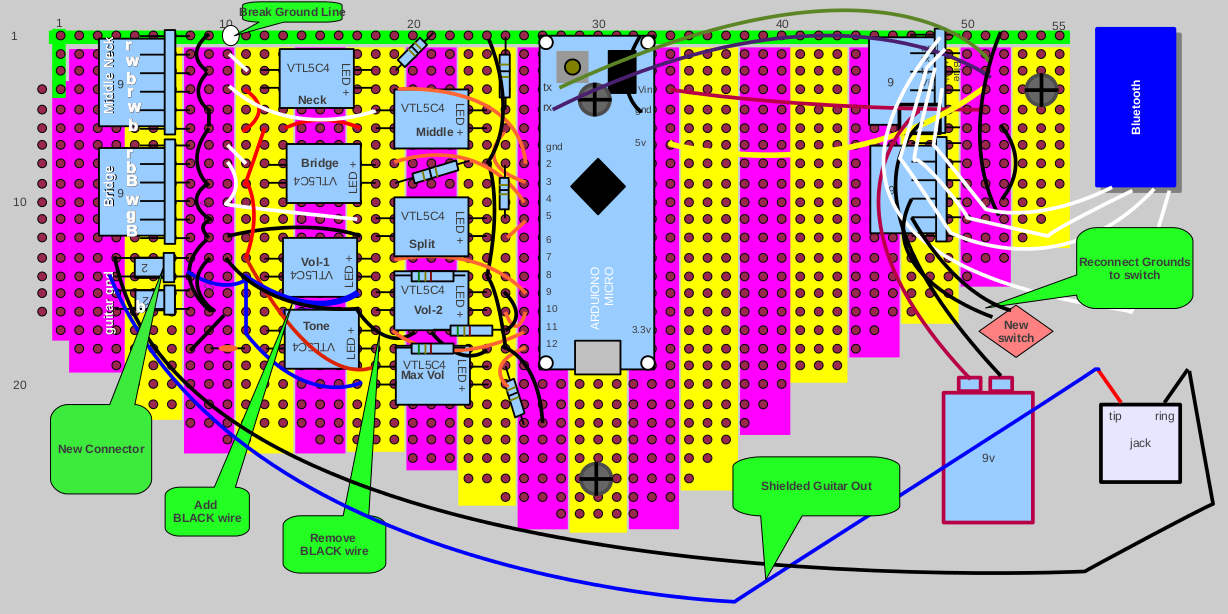 Break Ground Line
1
10
20
30
40
50
55
1
10
20
Middle Neck
9
r
w
b
r
w
b
Bridge
9
r
b
B
w
g
B
2
2
guitar gnd
VTL5C4
LED +
Neck
VTL5C4
LED +
Middle
Bridge
VTL5C4
LED +
VTL5C4
LED +
Split
Vol-1
VTL5C4
LED +
VTL5C4
LED +
Vol-2
Tone
VTL5C4
LED +
VTL5C4
LED +
Max Vol
tx
rx
gnd
2
3
4
5
6
7
8
9
10
11
12
Vin
gnd
5v
3.3v
ARDUINO
MICRO
9
Bluetooth
Reconnect Grounds
to switch
New
switch
New Connector
Add
BLACK wire
Remove
BLACK wire
Shielded Guitar Out
9v
tip
ring
jack